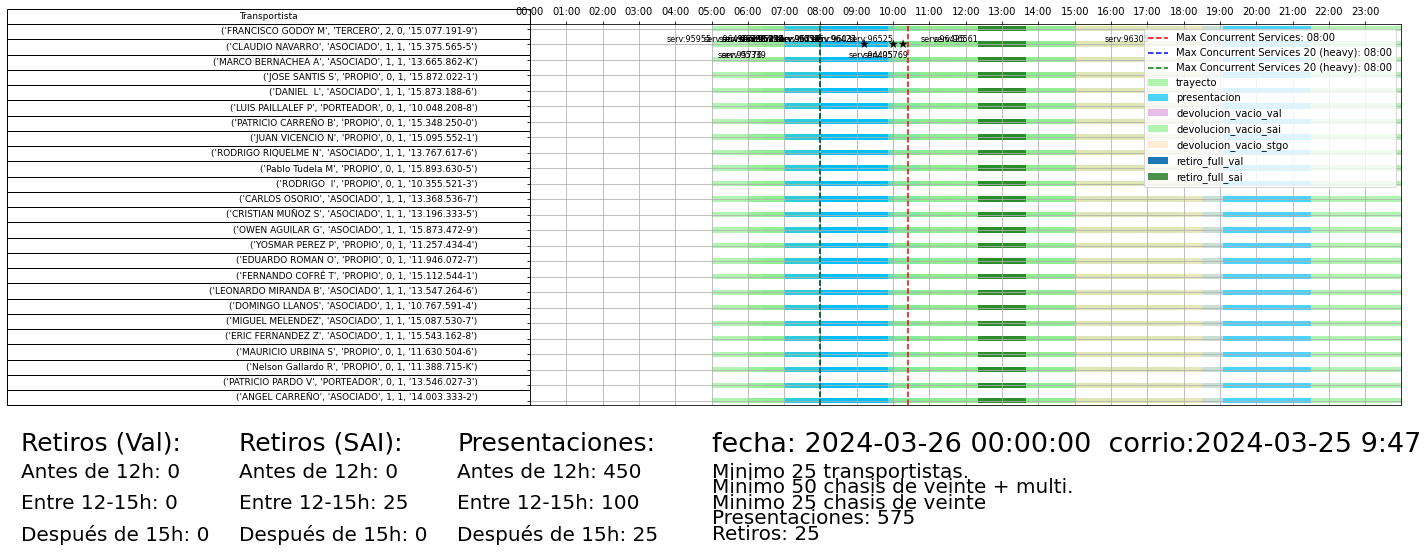 Transportista
00:00 01:00 02:00 03:00 04:00 05:00 06:00 07:00 08:00 09:00 10:00 11:00 12:00 13:00 14:00 15:00 16:00 17:00 18:00 19:00 20:00 21:00 22:00 23:00
('FRANCISCO GODOY M', 'TERCERO', 2, 0, '15.077.191-9')
('CLAUDIO NAVARRO', 'ASOCIADO', 1, 1, '15.375.565-5')
('MARCO BERNACHEA A', 'ASOCIADO', 1, 1, '13.665.862-K')
('JOSE SANTIS S', 'PROPIO', 0, 1, '15.872.022-1')
('DANIEL  L', 'ASOCIADO', 1, 1, '15.873.188-6')
('LUIS PAILLALEF P', 'PORTEADOR', 0, 1, '10.048.208-8')
('PATRICIO CARREÑO B', 'PROPIO', 0, 1, '15.348.250-0')
('JUAN VICENCIO N', 'PROPIO', 0, 1, '15.095.552-1')
('RODRIGO RIQUELME N', 'ASOCIADO', 1, 1, '13.767.617-6')
('Pablo Tudela M', 'PROPIO', 0, 1, '15.893.630-5')
('RODRIGO  I', 'PROPIO', 0, 1, '10.355.521-3')
('CARLOS OSORIO', 'ASOCIADO', 1, 1, '13.368.536-7')
('CRISTIAN MUÑOZ S', 'ASOCIADO', 1, 1, '13.196.333-5')
('OWEN AGUILAR G', 'ASOCIADO', 1, 1, '15.873.472-9')
('YOSMAR PEREZ P', 'PROPIO', 0, 1, '11.257.434-4')
('EDUARDO ROMAN O', 'PROPIO', 0, 1, '11.946.072-7')
('FERNANDO COFRÉ T', 'PROPIO', 0, 1, '15.112.544-1')
('LEONARDO MIRANDA B', 'ASOCIADO', 1, 1, '13.547.264-6')
('DOMINGO LLANOS', 'ASOCIADO', 1, 1, '10.767.591-4')
('MIGUEL MELENDEZ', 'ASOCIADO', 1, 1, '15.087.530-7')
('ERIC FERNANDEZ Z', 'ASOCIADO', 1, 1, '15.543.162-8')
('MAURICIO URBINA S', 'PROPIO', 0, 1, '11.630.504-6')
('Nelson Gallardo R', 'PROPIO', 0, 1, '11.388.715-K')
('PATRICIO PARDO V', 'PORTEADOR', 0, 1, '13.546.027-3')
('ANGEL CARREÑO', 'ASOCIADO', 1, 1, '14.003.333-2')
Max Concurrent Services: 08:00
Max Concurrent Services 20 (heavy): 08:00
Max Concurrent Services 20 (heavy): 08:00
trayecto
presentacion
devolucion_vacio_val
devolucion_vacio_sai
devolucion_vacio_stgo
retiro_full_val
retiro_full_sai
Retiros (Val):
Antes de 12h: 0
Entre 12-15h: 0
Después de 15h: 0
Retiros (SAI):
Antes de 12h: 0
Entre 12-15h: 25
Después de 15h: 0
Presentaciones:
Antes de 12h: 450
Entre 12-15h: 100
Después de 15h: 25
fecha: 2024-03-26 00:00:00  corrio:2024-03-25 9:47
Minimo 25 transportistas.
Minimo 50 chasis de veinte + multi.
Minimo 25 chasis de veinte
Presentaciones: 575
Retiros: 25